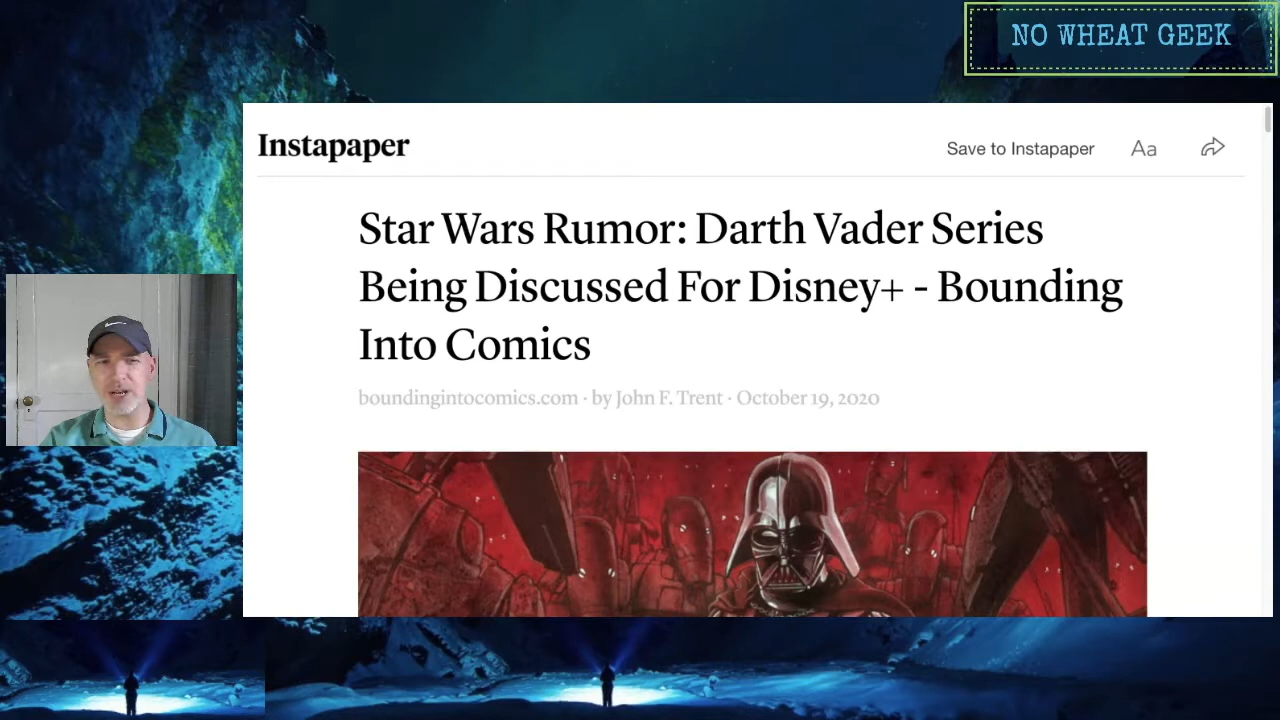 NO WHEAT GEEK
Instapaper
Save to Instapaper Aa
Star Wars Rumor: Darth Vader Series
Being Discussed For Disney+ - Bounding
Into Comics
boundingintocomics.com · by John F. Trent · October 19, 2020